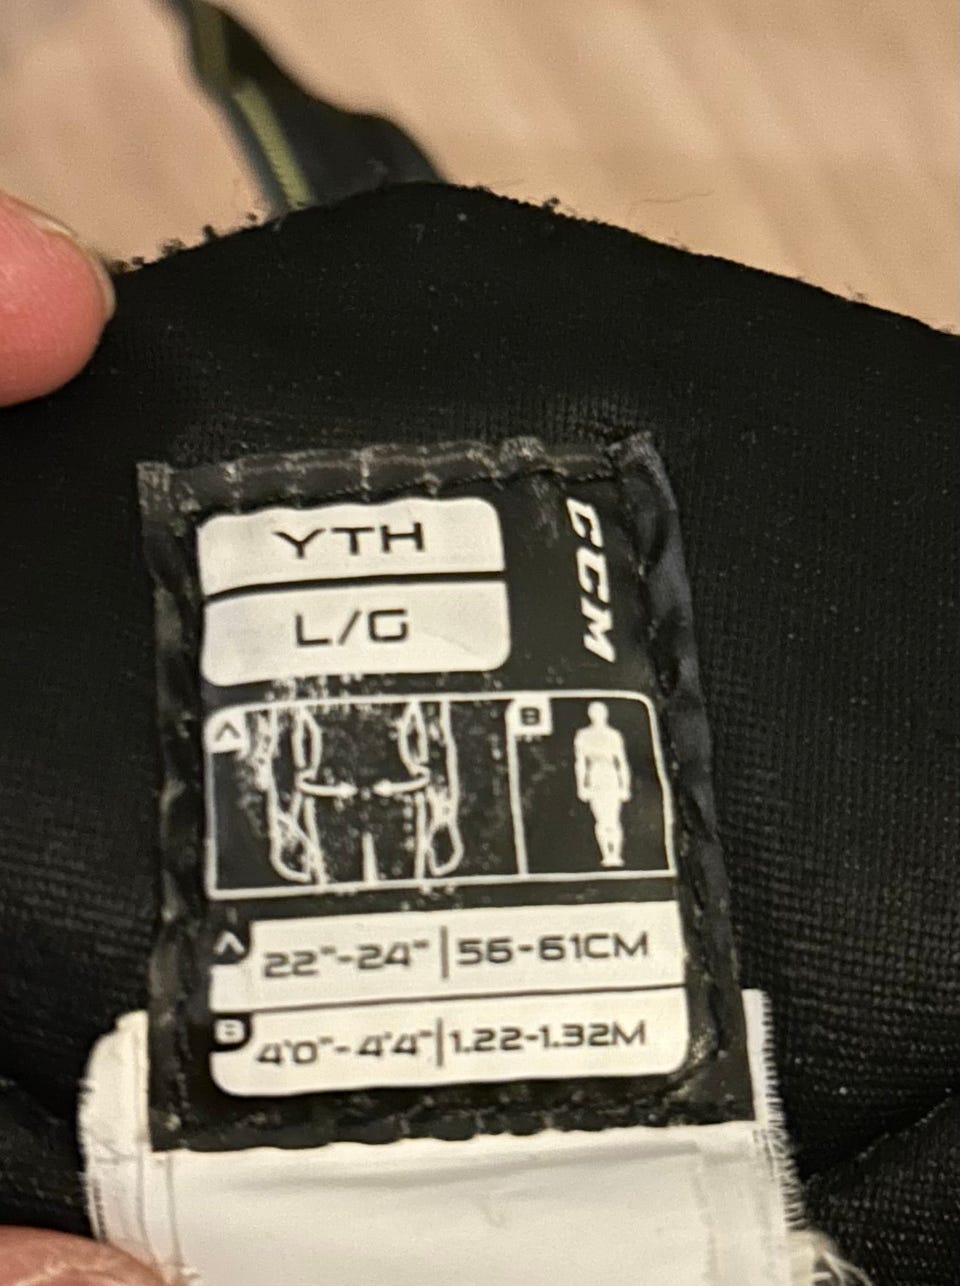 YTH
CCM
L/G
A
B
A 22"-24" | 56-61CM
B 4'0"-4'4" | 1.22-1.32M